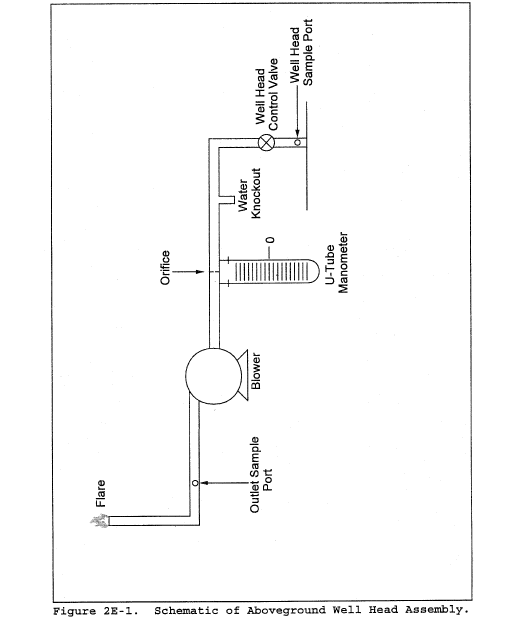 Flare
Outlet Sample
Port
Blower
Orifice
0
U-Tube
Manometer
Water
Knockout
Well Head
Control Valve
Well Head
Sample Port
Figure 2E-1. Schematic of Aboveground Well Head Assembly.